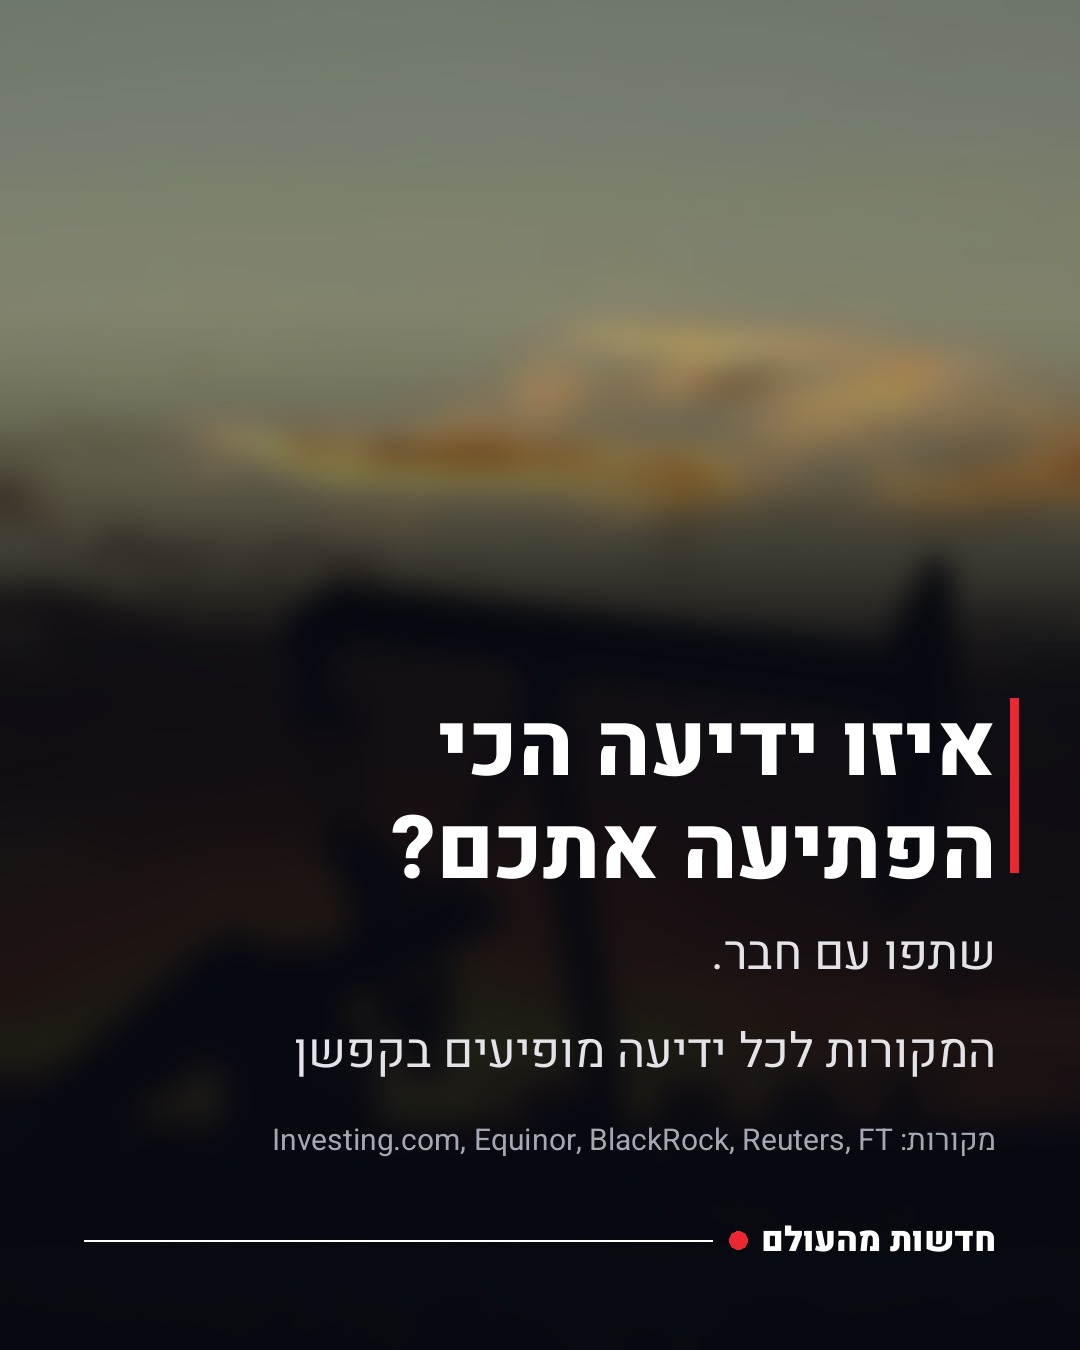 איזו ידיעה הכי
הפתיעה אתכם?
שתפו עם חבר.
המקורות לכל ידיעה מופיעים בקפשן
מקורות: Investing.com, Equinor, BlackRock, Reuters, FT
חדשות מהעולם